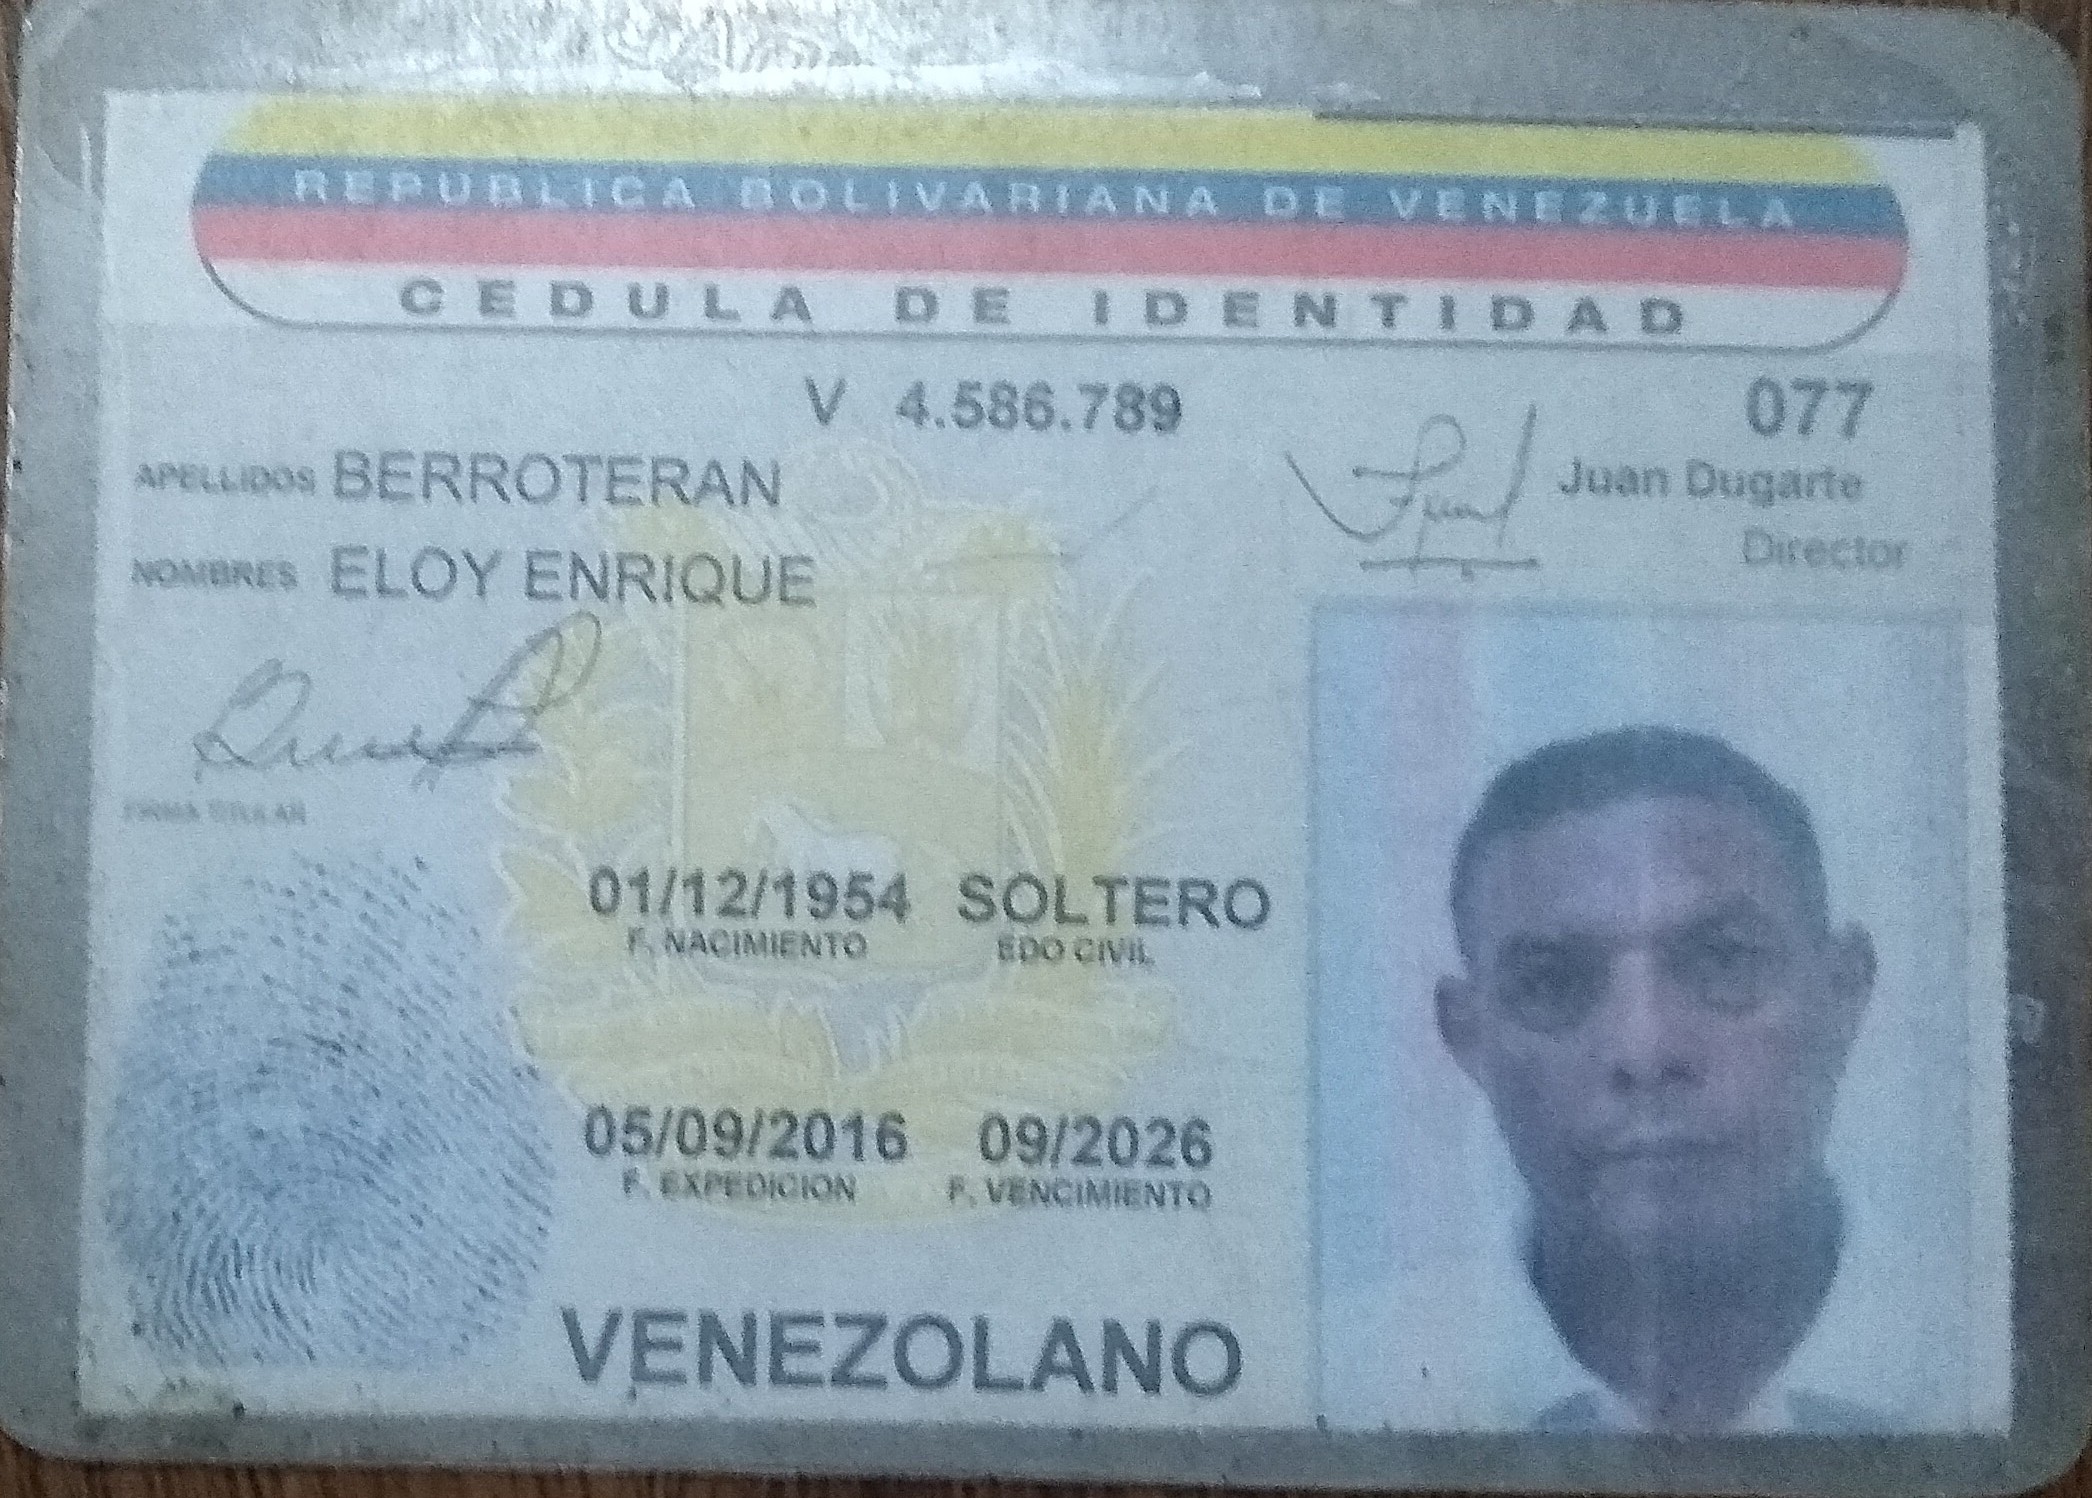 REPUBLICA BOLIVARIANA DE VENEZUELA
CEDULA DE IDENTIDAD
V 4.586.789
077
APELLIDOS BERROTERAN
Juan Dugarte
Director
NOMBRES ELOY ENRIQUE
FIRMA TITULAR
01/12/1954 SOLTERO
F. NACIMIENTO EDO CIVIL
05/09/2016 09/2026
F. EXPEDICION F. VENCIMIENTO
VENEZOLANO